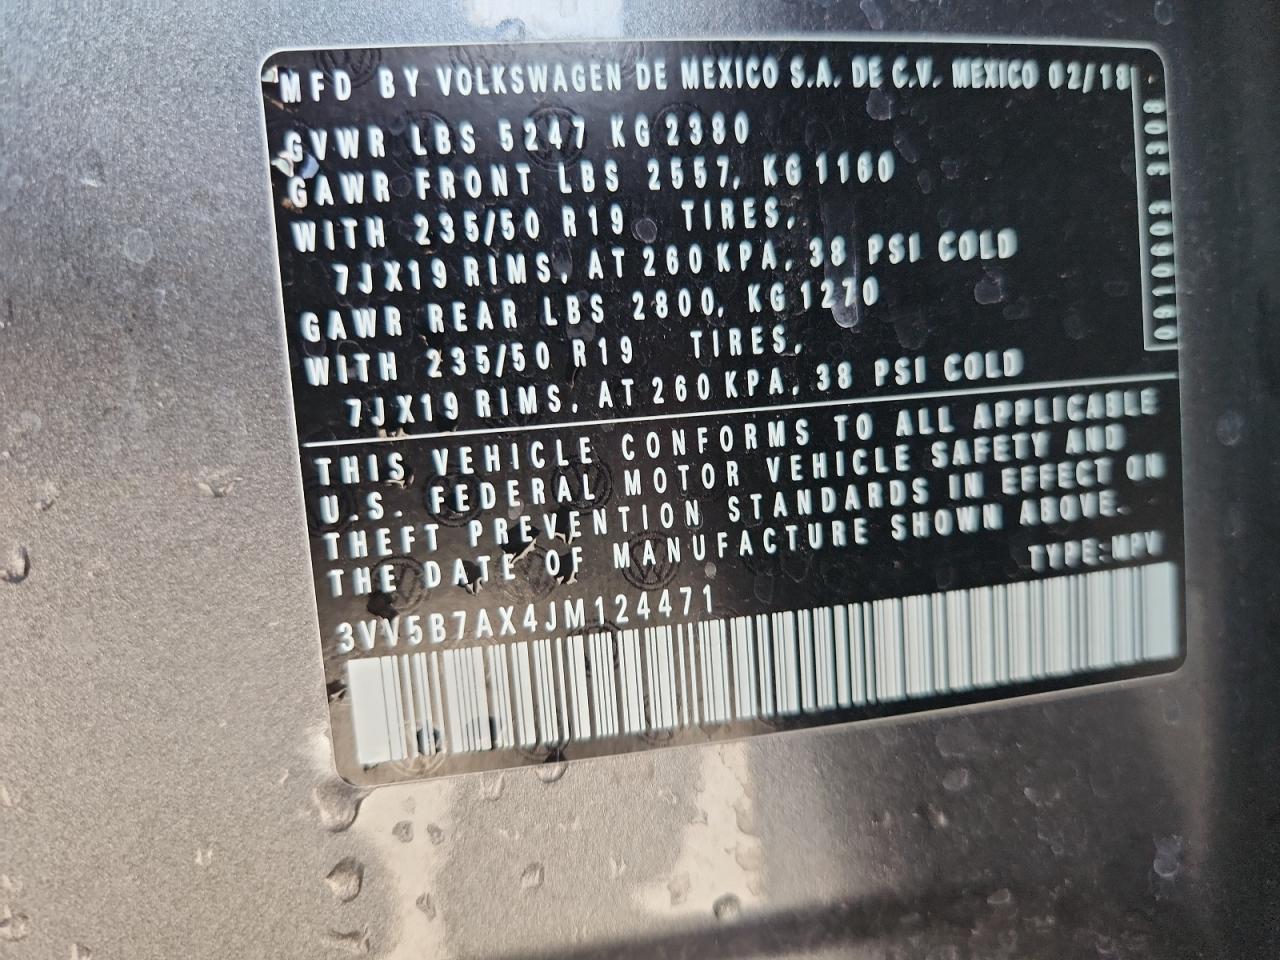 MFD BY VOLKSWAGEN DE MEXICO S.A. DE C.V. MEXICO 02/18
GVWR LBS 5247 KG 2380
GAWR FRONT LBS 2557, KG 1160
WITH 235/50 R19 TIRES,
7JX19 RIMS, AT 260 KPA, 38 PSI COLD
GAWR REAR LBS 2800, KG 1270
WITH 235/50 R19 TIRES,
7JX19 RIMS, AT 260 KPA, 38 PSI COLD
THIS VEHICLE CONFORMS TO ALL APPLICABLE
U.S. FEDERAL MOTOR VEHICLE SAFETY AND
THEFT PREVENTION STANDARDS IN EFFECT ON
THE DATE OF MANUFACTURE SHOWN ABOVE.
TYPE:MPV
3VV5B7AX4JM124471